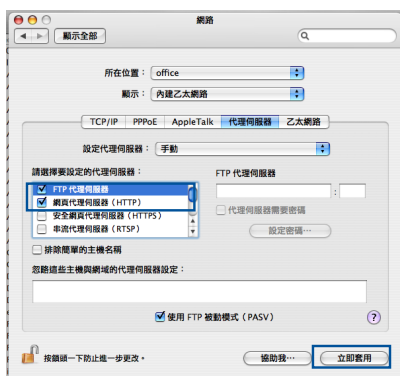 網路
顯示全部
所在位置： office
顯示： 內建乙太網路
TCP/IP PPPoE AppleTalk 代理伺服器 乙太網路
設定代理伺服器： 手動
請選擇要設定的代理伺服器：
FTP 代理伺服器
FTP 代理伺服器
網頁代理伺服器（HTTP）
安全網頁代理伺服器（HTTPS）
串流代理伺服器（RTSP）
:
代理伺服器需要密碼
設定密碼…
排除簡單的主機名稱
忽略這些主機與網域的代理伺服器設定：
使用 FTP 被動模式（PASV）
?
按鎖頭一下防止進一步更改。
協助我… 立即套用